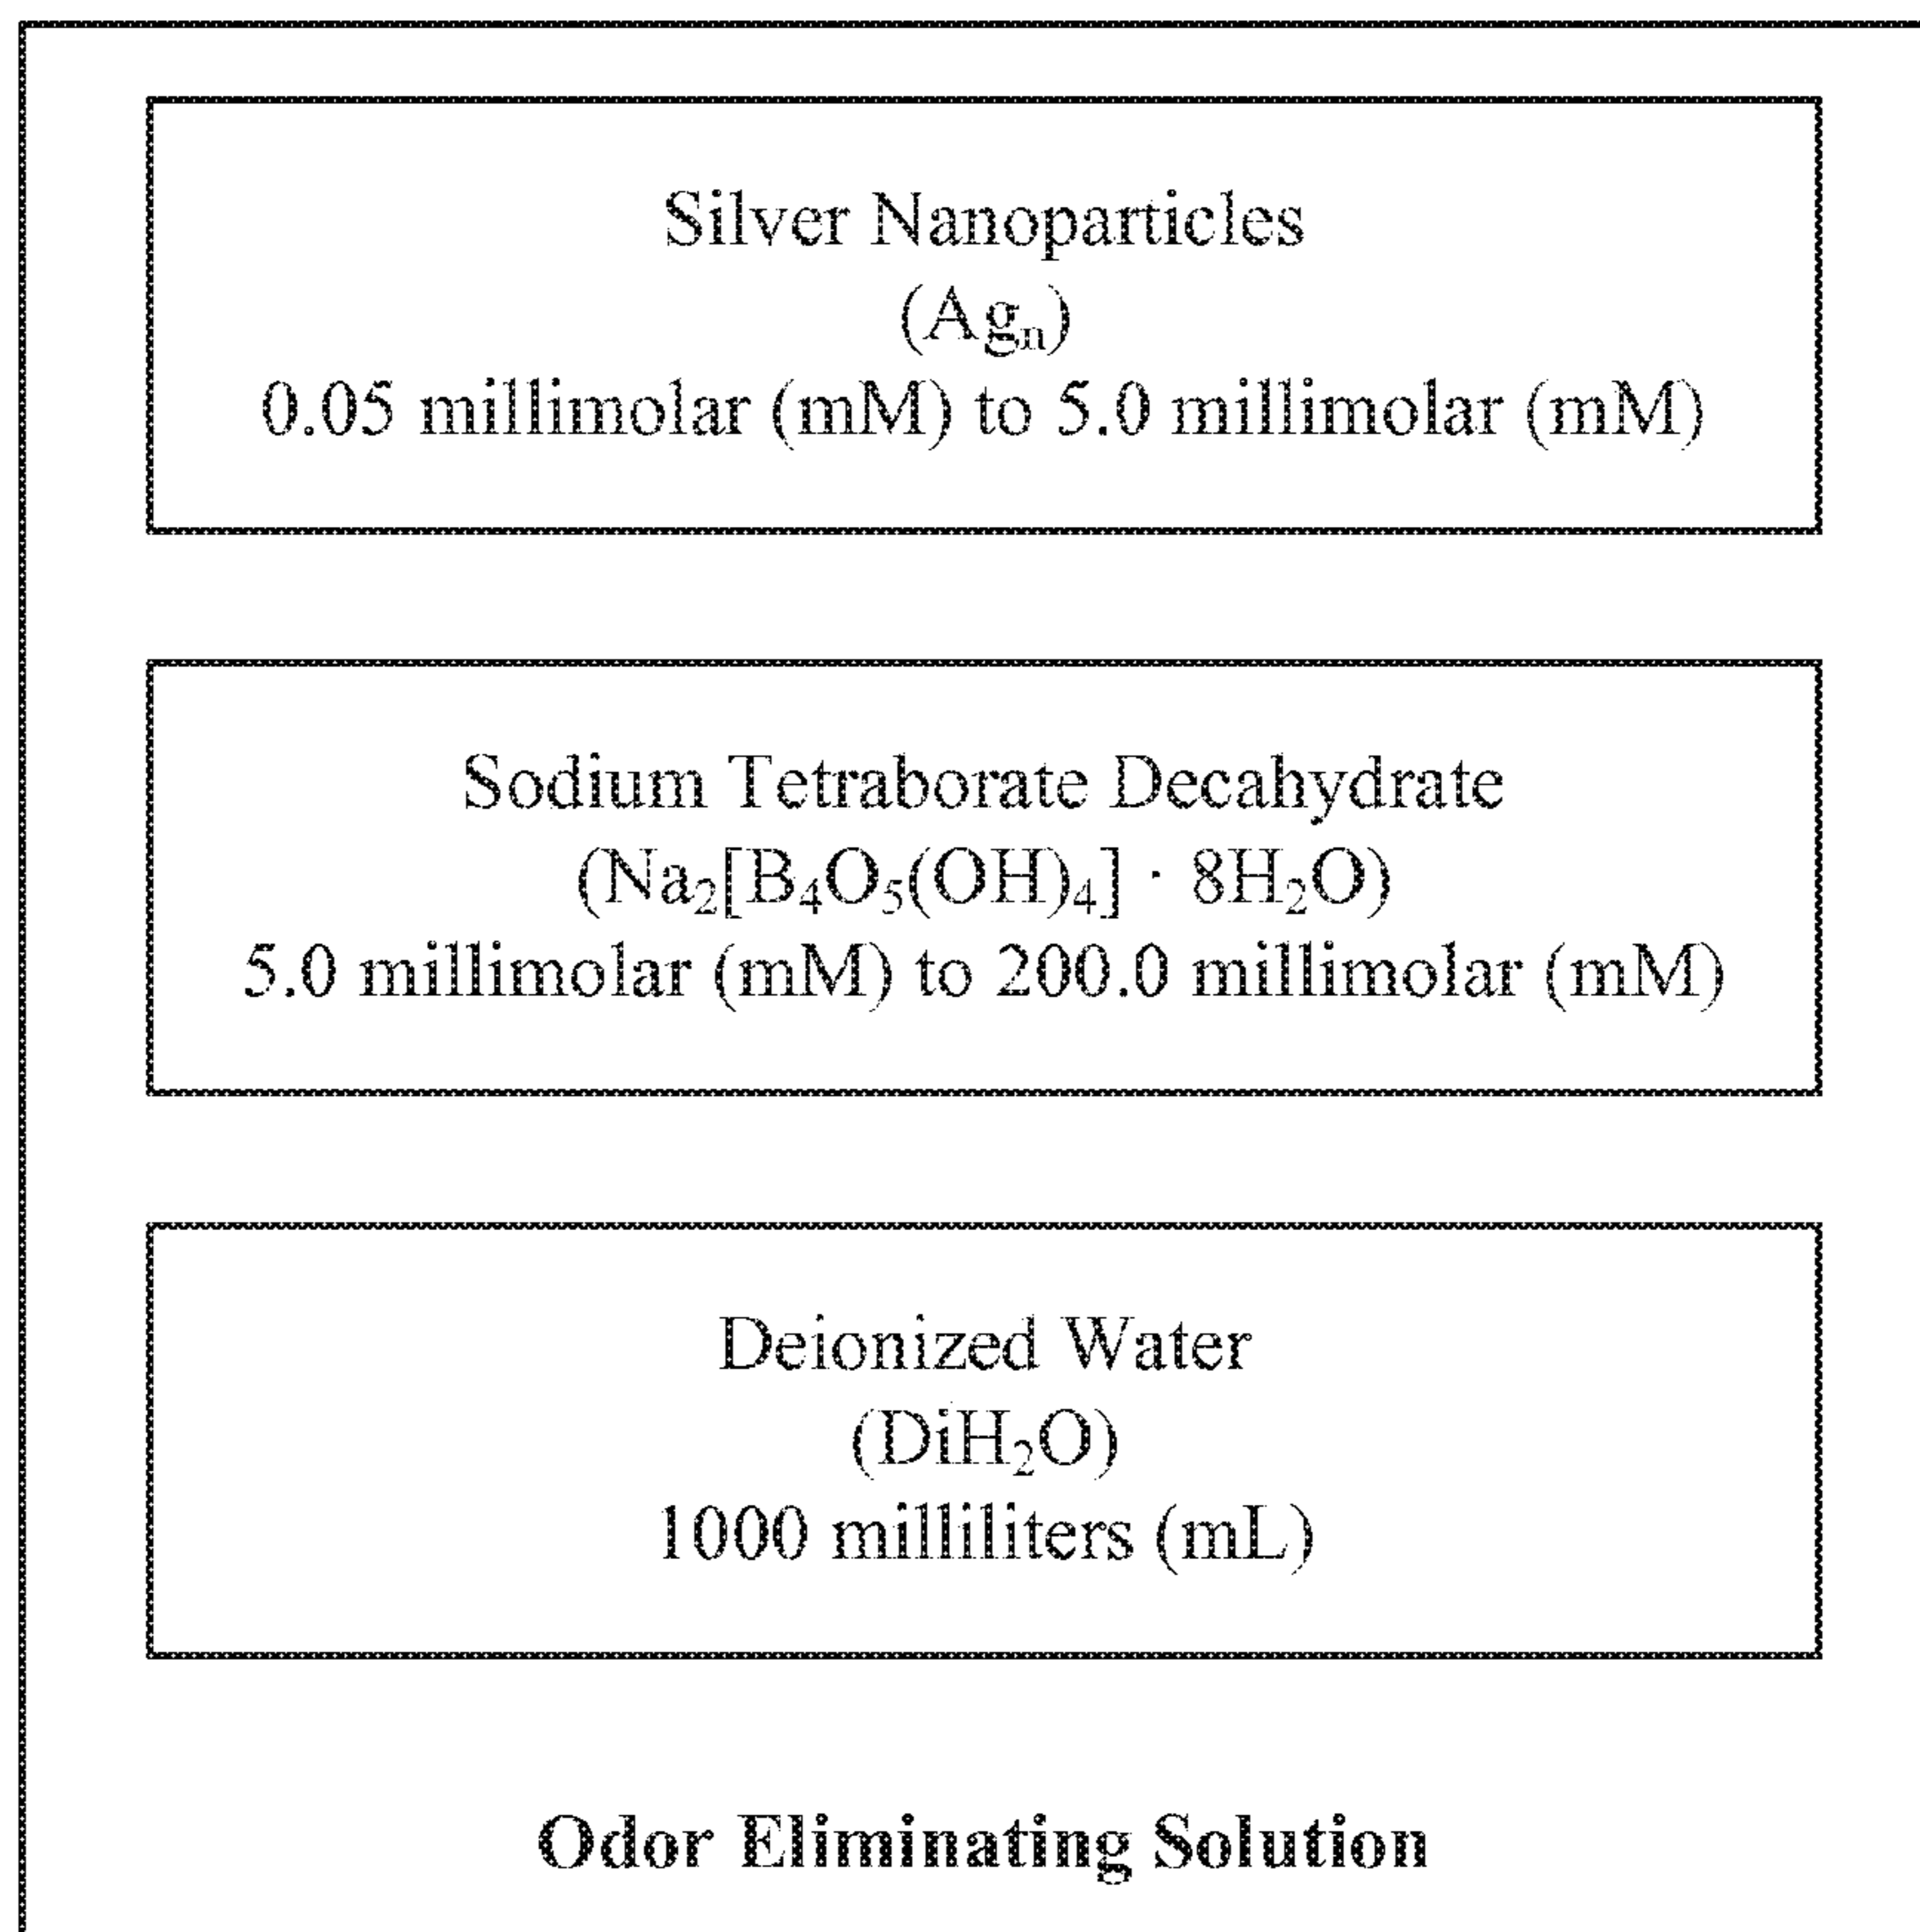 Silver Nanoparticles
(Agₙ)
0.05 millimolar (mM) to 5.0 millimolar (mM)
Sodium Tetraborate Decahydrate
(Na₂[B₄O₅(OH)₄] · 8H₂O)
5.0 millimolar (mM) to 200.0 millimolar (mM)
Deionized Water
(DiH₂O)
1000 milliliters (mL)
Odor Eliminating Solution